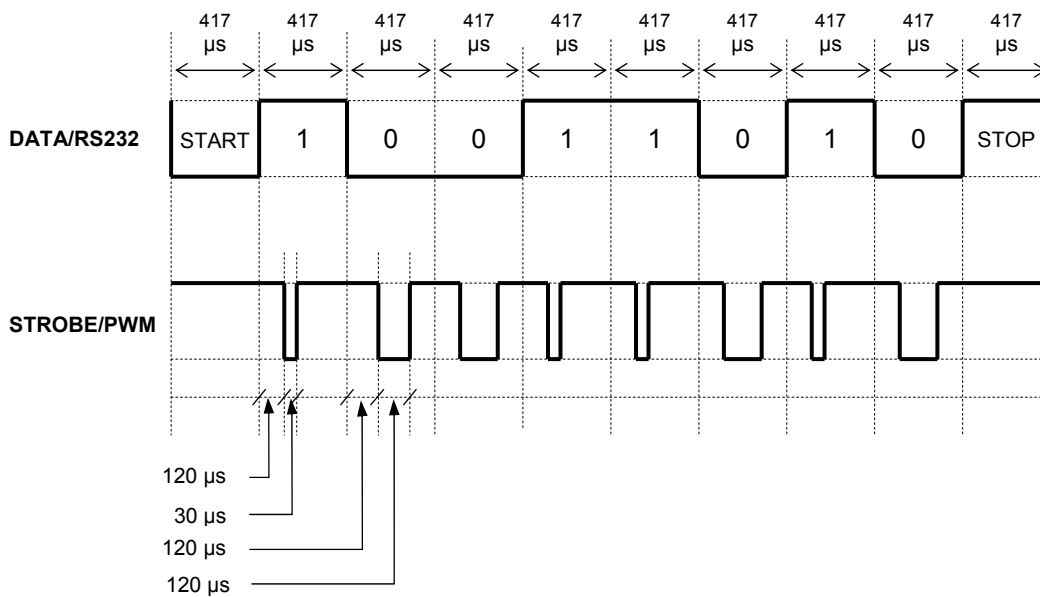 417 417 417 417 417 417 417 417 417 417
µs µs µs µs µs µs µs µs µs µs
DATA/RS232 START 1 0 0 1 1 0 1 0 STOP
STROBE/PWM
120 µs
30 µs
120 µs
120 µs